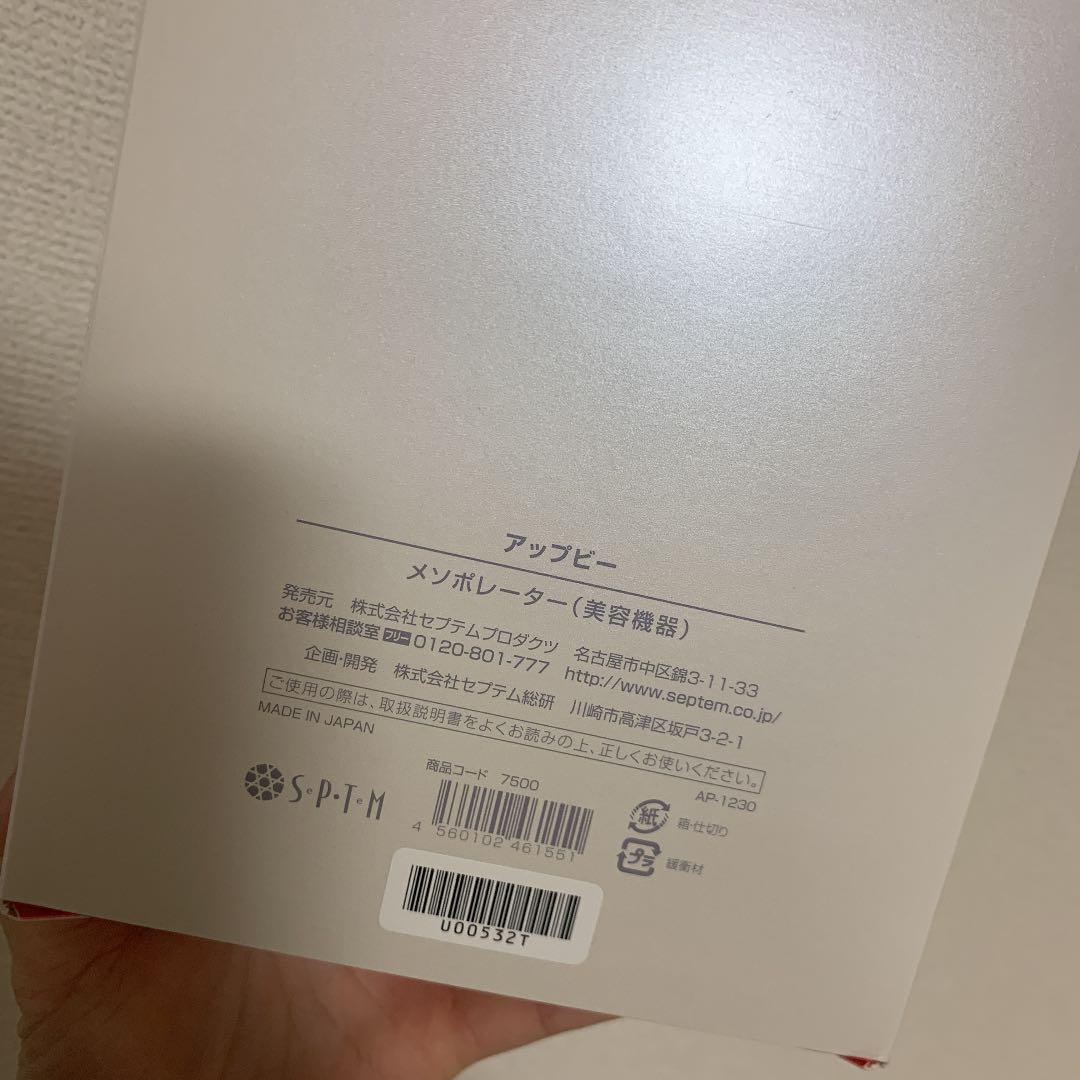 アップビー
メソポレーター(美容機器)
発売元 株式会社セプテムプロダクツ 名古屋市中区錦3-11-33
お客様相談室 フリー 0120-801-777 http://www.septem.co.jp/
企画・開発 株式会社セプテム総研 川崎市高津区坂戸3-2-1
ご使用の際は、取扱説明書をよくお読みの上、正しくお使いください。
MADE IN JAPAN
AP-1230
SePTeM
商品コード 7500
4 560102 461551
紙 箱・仕切り
プラ 緩衝材
U00532T